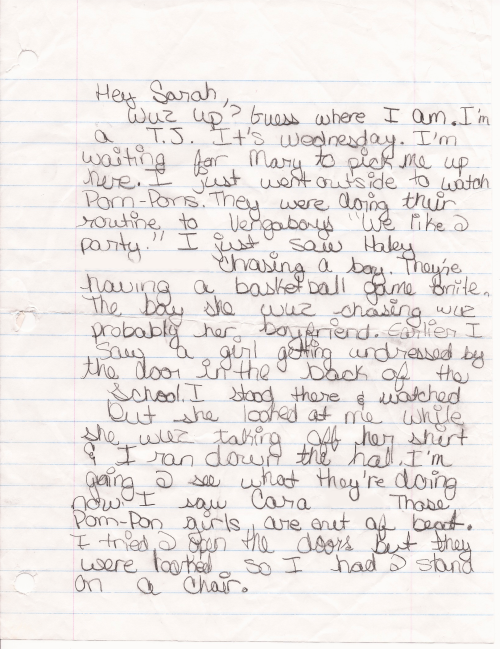 Hey Sarah,
Wuz up? Guess where I am. I'm
a T.J. It's wednesday. I'm
waiting for Mary to pick me up
here. I just went outside to watch
Pom-Pons. They were doing their
routine to Vengaboys "We like 2
party." I just saw Haley
chasing a boy. They're
having a basketball game tonite.
The boy she wuz chasing wuz
probably her boyfriend. Earlier I
saw a girl getting undressed by
the door in the back of the
School. I stood there & watched
but she looked at me while
she wuz taking off her shirt
& I ran down the hall. I'm
going 2 see what they're doing
now. I saw Cara Those
Pom-Pon girls are out of beat.
I tried 2 open the doors but they
were locked so I had 2 stand
on a chair.